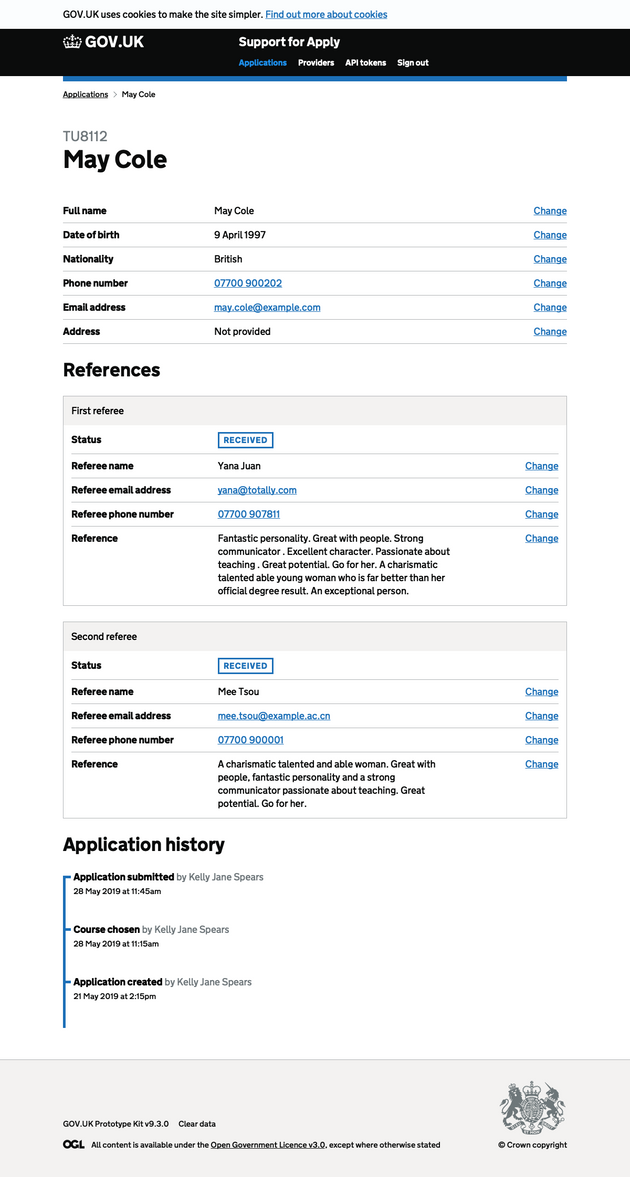 GOV.UK uses cookies to make the site simpler. Find out more about cookies
GOV.UK
Support for Apply
Applications Providers API tokens Sign out
Applications > May Cole
TU8112
May Cole
Full name May Cole Change
Date of birth 9 April 1997 Change
Nationality British Change
Phone number 07700 900202 Change
Email address may.cole@example.com Change
Address Not provided Change
References
First referee
Status RECEIVED
Referee name Yana Juan Change
Referee email address yana@totally.com Change
Referee phone number 07700 907811 Change
Reference Fantastic personality. Great with people. Strong Change
communicator . Excellent character. Passionate about
teaching . Great potential. Go for her. A charismatic
talented able young woman who is far better than her
official degree result. An exceptional person.
Second referee
Status RECEIVED
Referee name Mee Tsou Change
Referee email address mee.tsou@example.ac.cn Change
Referee phone number 07700 900001 Change
Reference A charismatic talented and able woman. Great with Change
people, fantastic personality and a strong
communicator passionate about teaching. Great
potential. Go for her.
Application history
Application submitted by Kelly Jane Spears
28 May 2019 at 11:45am
Course chosen by Kelly Jane Spears
28 May 2019 at 11:15am
Application created by Kelly Jane Spears
21 May 2019 at 2:15pm
GOV.UK Prototype Kit v9.3.0 Clear data
OGL All content is available under the Open Government Licence v3.0, except where otherwise stated
© Crown copyright